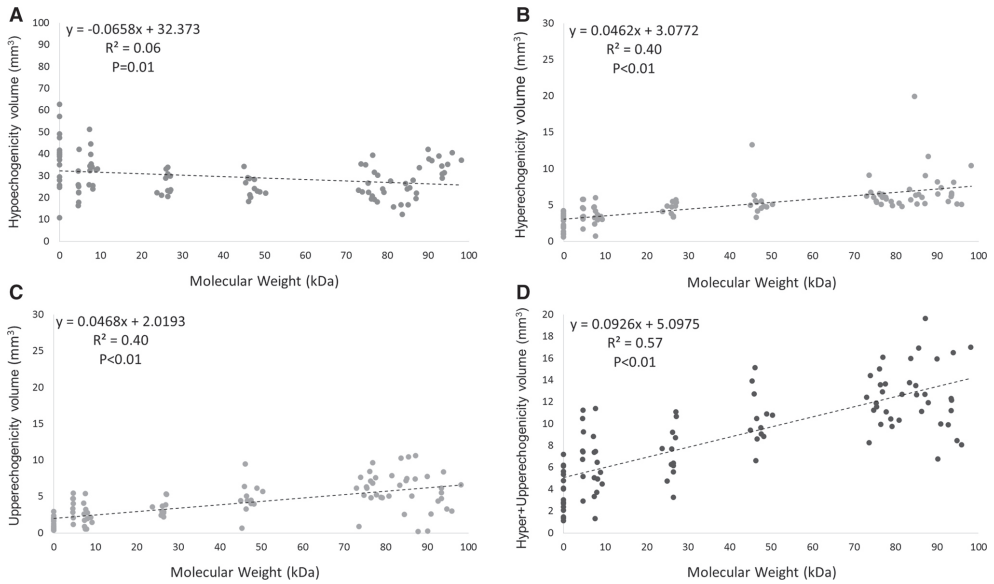 A
y = -0.0658x + 32.373
R² = 0.06
P=0.01
Hypoechogenicity volume (mm³)
100
90
80
70
60
50
40
30
20
10
0
0 10 20 30 40 50 60 70 80 90 100
Molecular Weight (kDa)
B
y = 0.0462x + 3.0772
R² = 0.40
P<0.01
Hyperechogenicity volume (mm³)
30
25
20
15
10
5
0
0 10 20 30 40 50 60 70 80 90 100
Molecular Weight (kDa)
C
y = 0.0468x + 2.0193
R² = 0.40
P<0.01
Upperechogenicity volume (mm³)
30
25
20
15
10
5
0
0 10 20 30 40 50 60 70 80 90 100
Molecular Weight (kDa)
D
y = 0.0926x + 5.0975
R² = 0.57
P<0.01
Hyper+Upperechogenicity volume (mm³)
20
18
16
14
12
10
8
6
4
2
0
0 10 20 30 40 50 60 70 80 90 100
Molecular Weight (kDa)